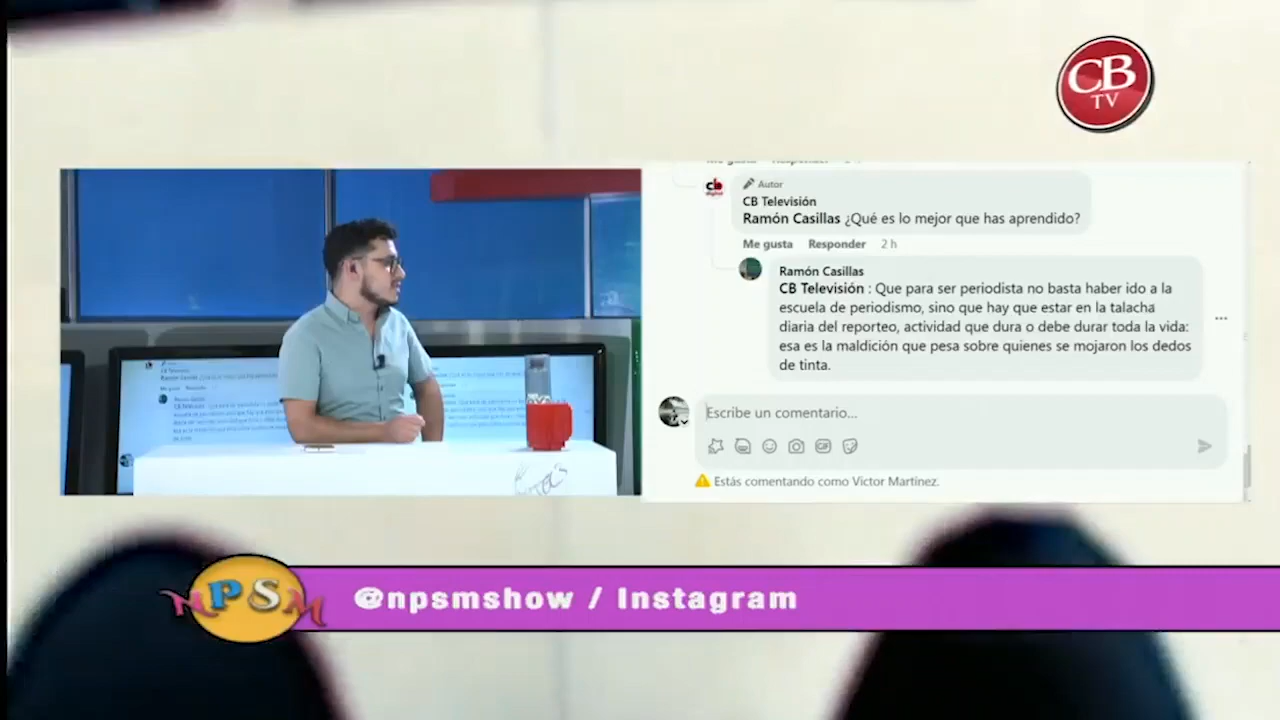 CB
TV
Autor
CB Televisión
Ramón Casillas ¿Qué es lo mejor que has aprendido?
Me gusta Responder 2 h
Ramón Casillas
CB Televisión : Que para ser periodista no basta haber ido a la
escuela de periodismo, sino que hay que estar en la talacha
diaria del reporteo, actividad que dura o debe durar toda la vida:
esa es la maldición que pesa sobre quienes se mojaron los dedos
de tinta.
Escribe un comentario...
GIF
Estás comentando como Victor Martínez.
NPSM
@npsmshow / Instagram